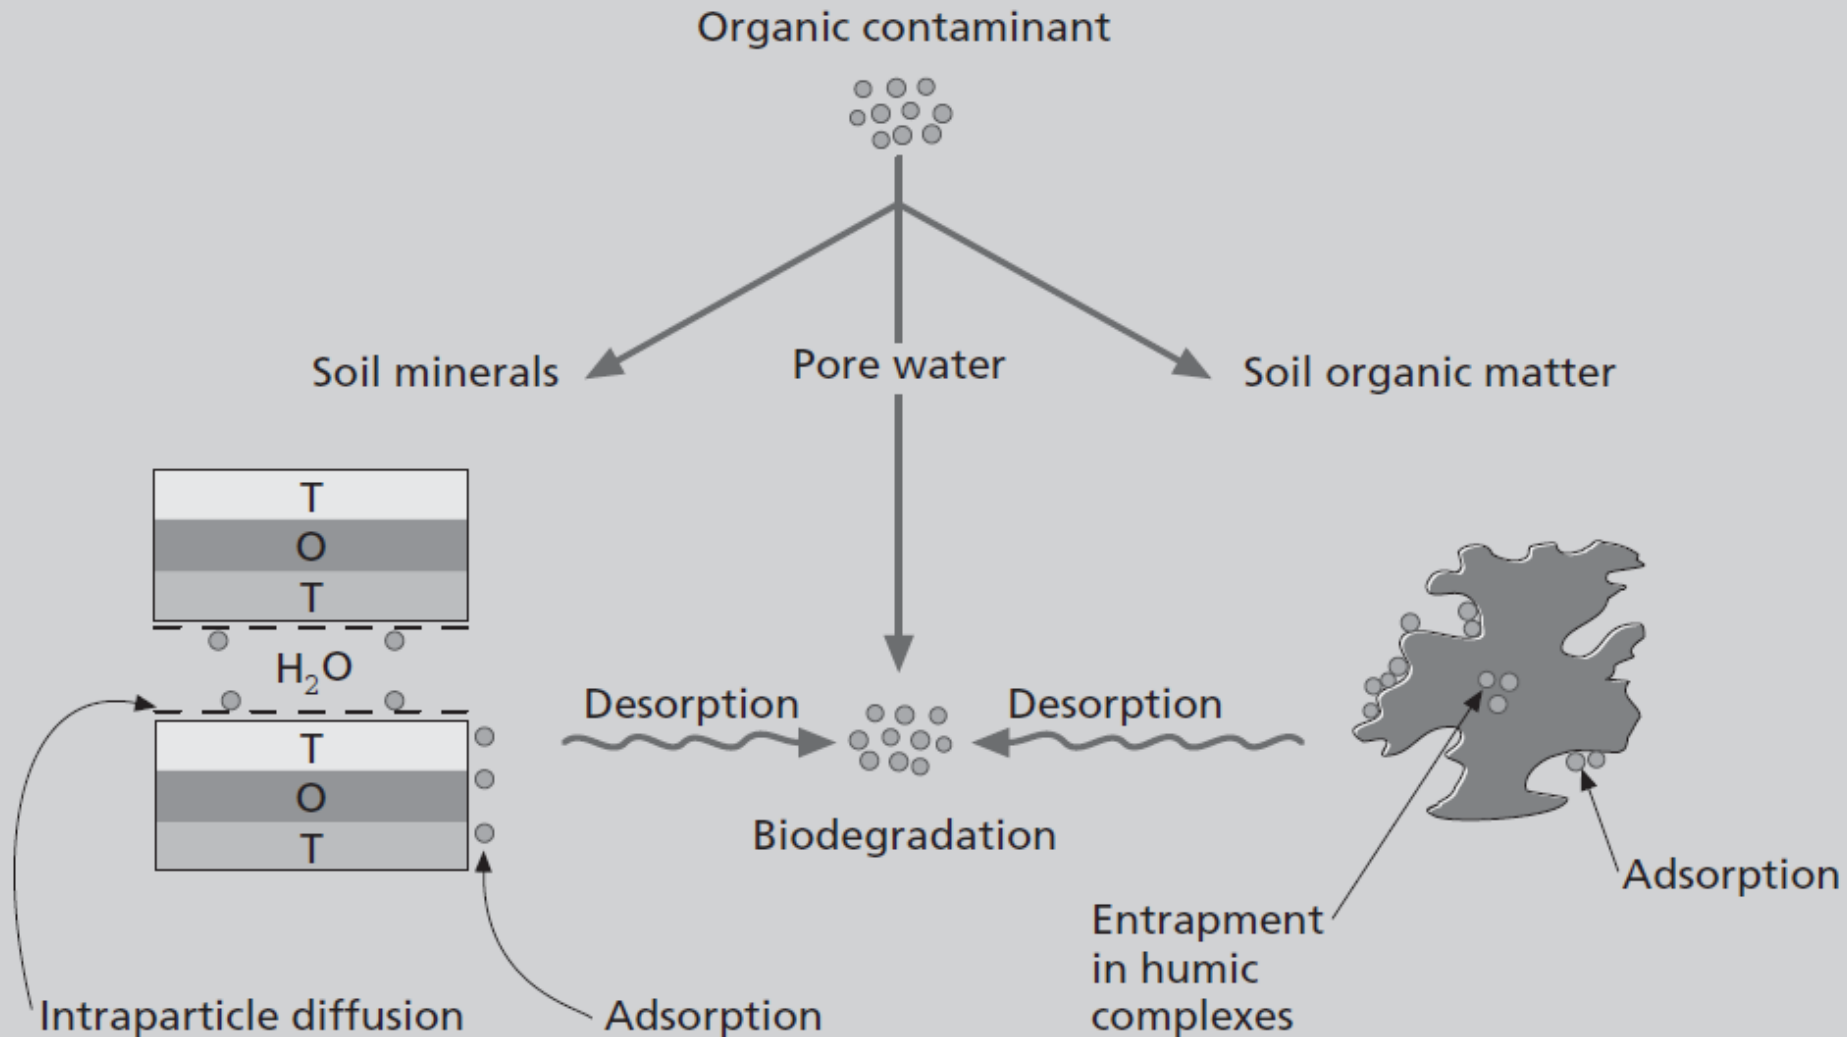 Organic contaminant
Soil minerals
Pore water
Soil organic matter
T
O
T
H₂O
T
O
T
Desorption
Desorption
Biodegradation
Adsorption
Entrapment
in humic
complexes
Intraparticle diffusion
Adsorption